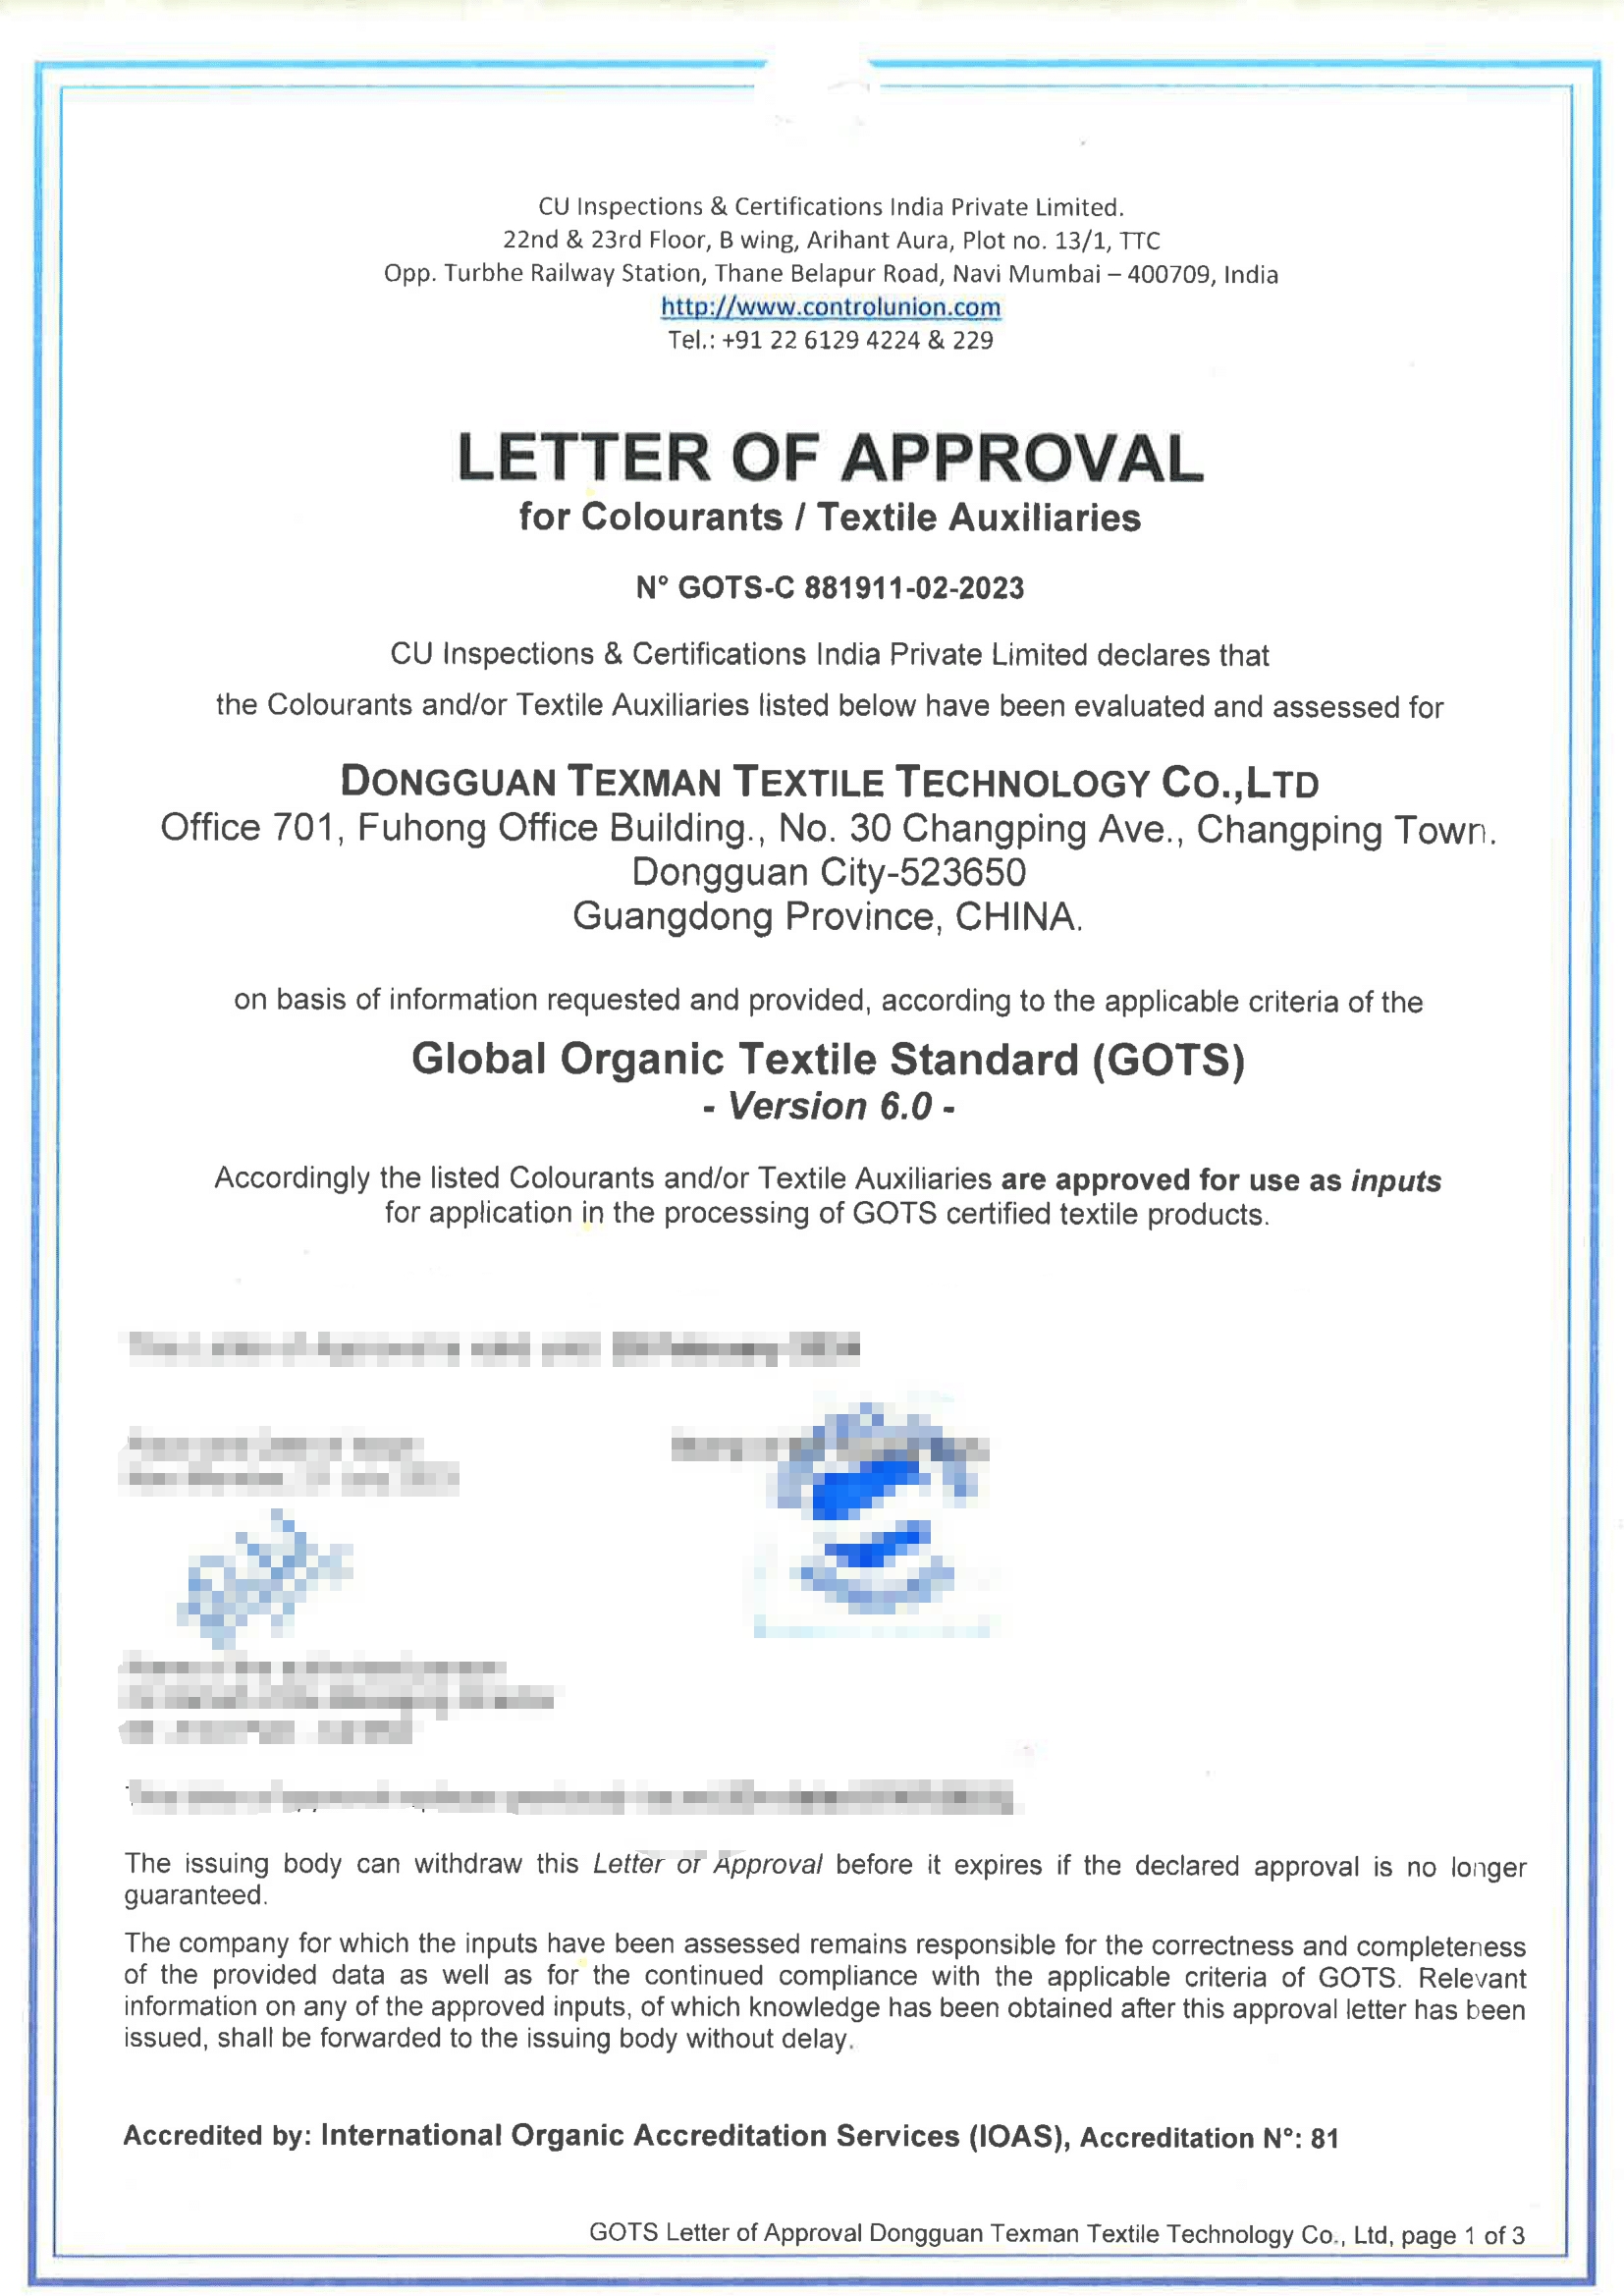 CU Inspections & Certifications India Private Limited.
22nd & 23rd Floor, B wing, Arihant Aura, Plot no. 13/1, TTC
Opp. Turbhe Railway Station, Thane Belapur Road, Navi Mumbai – 400709, India
http://www.controlunion.com
Tel.: +91 22 6129 4224 & 229
LETTER OF APPROVAL
for Colourants / Textile Auxiliaries
N° GOTS-C 881911-02-2023
CU Inspections & Certifications India Private Limited declares that
the Colourants and/or Textile Auxiliaries listed below have been evaluated and assessed for
DONGGUAN TEXMAN TEXTILE TECHNOLOGY CO.,LTD
Office 701, Fuhong Office Building., No. 30 Changping Ave., Changping Town.
Dongguan City-523650
Guangdong Province, CHINA.
on basis of information requested and provided, according to the applicable criteria of the
Global Organic Textile Standard (GOTS)
- Version 6.0 -
Accordingly the listed Colourants and/or Textile Auxiliaries are approved for use as inputs
for application in the processing of GOTS certified textile products.
The issuing body can withdraw this Letter of Approval before it expires if the declared approval is no longer
guaranteed.
The company for which the inputs have been assessed remains responsible for the correctness and completeness
of the provided data as well as for the continued compliance with the applicable criteria of GOTS. Relevant
information on any of the approved inputs, of which knowledge has been obtained after this approval letter has been
issued, shall be forwarded to the issuing body without delay.
Accredited by: International Organic Accreditation Services (IOAS), Accreditation N°: 81
GOTS Letter of Approval Dongguan Texman Textile Technology Co., Ltd, page 1 of 3